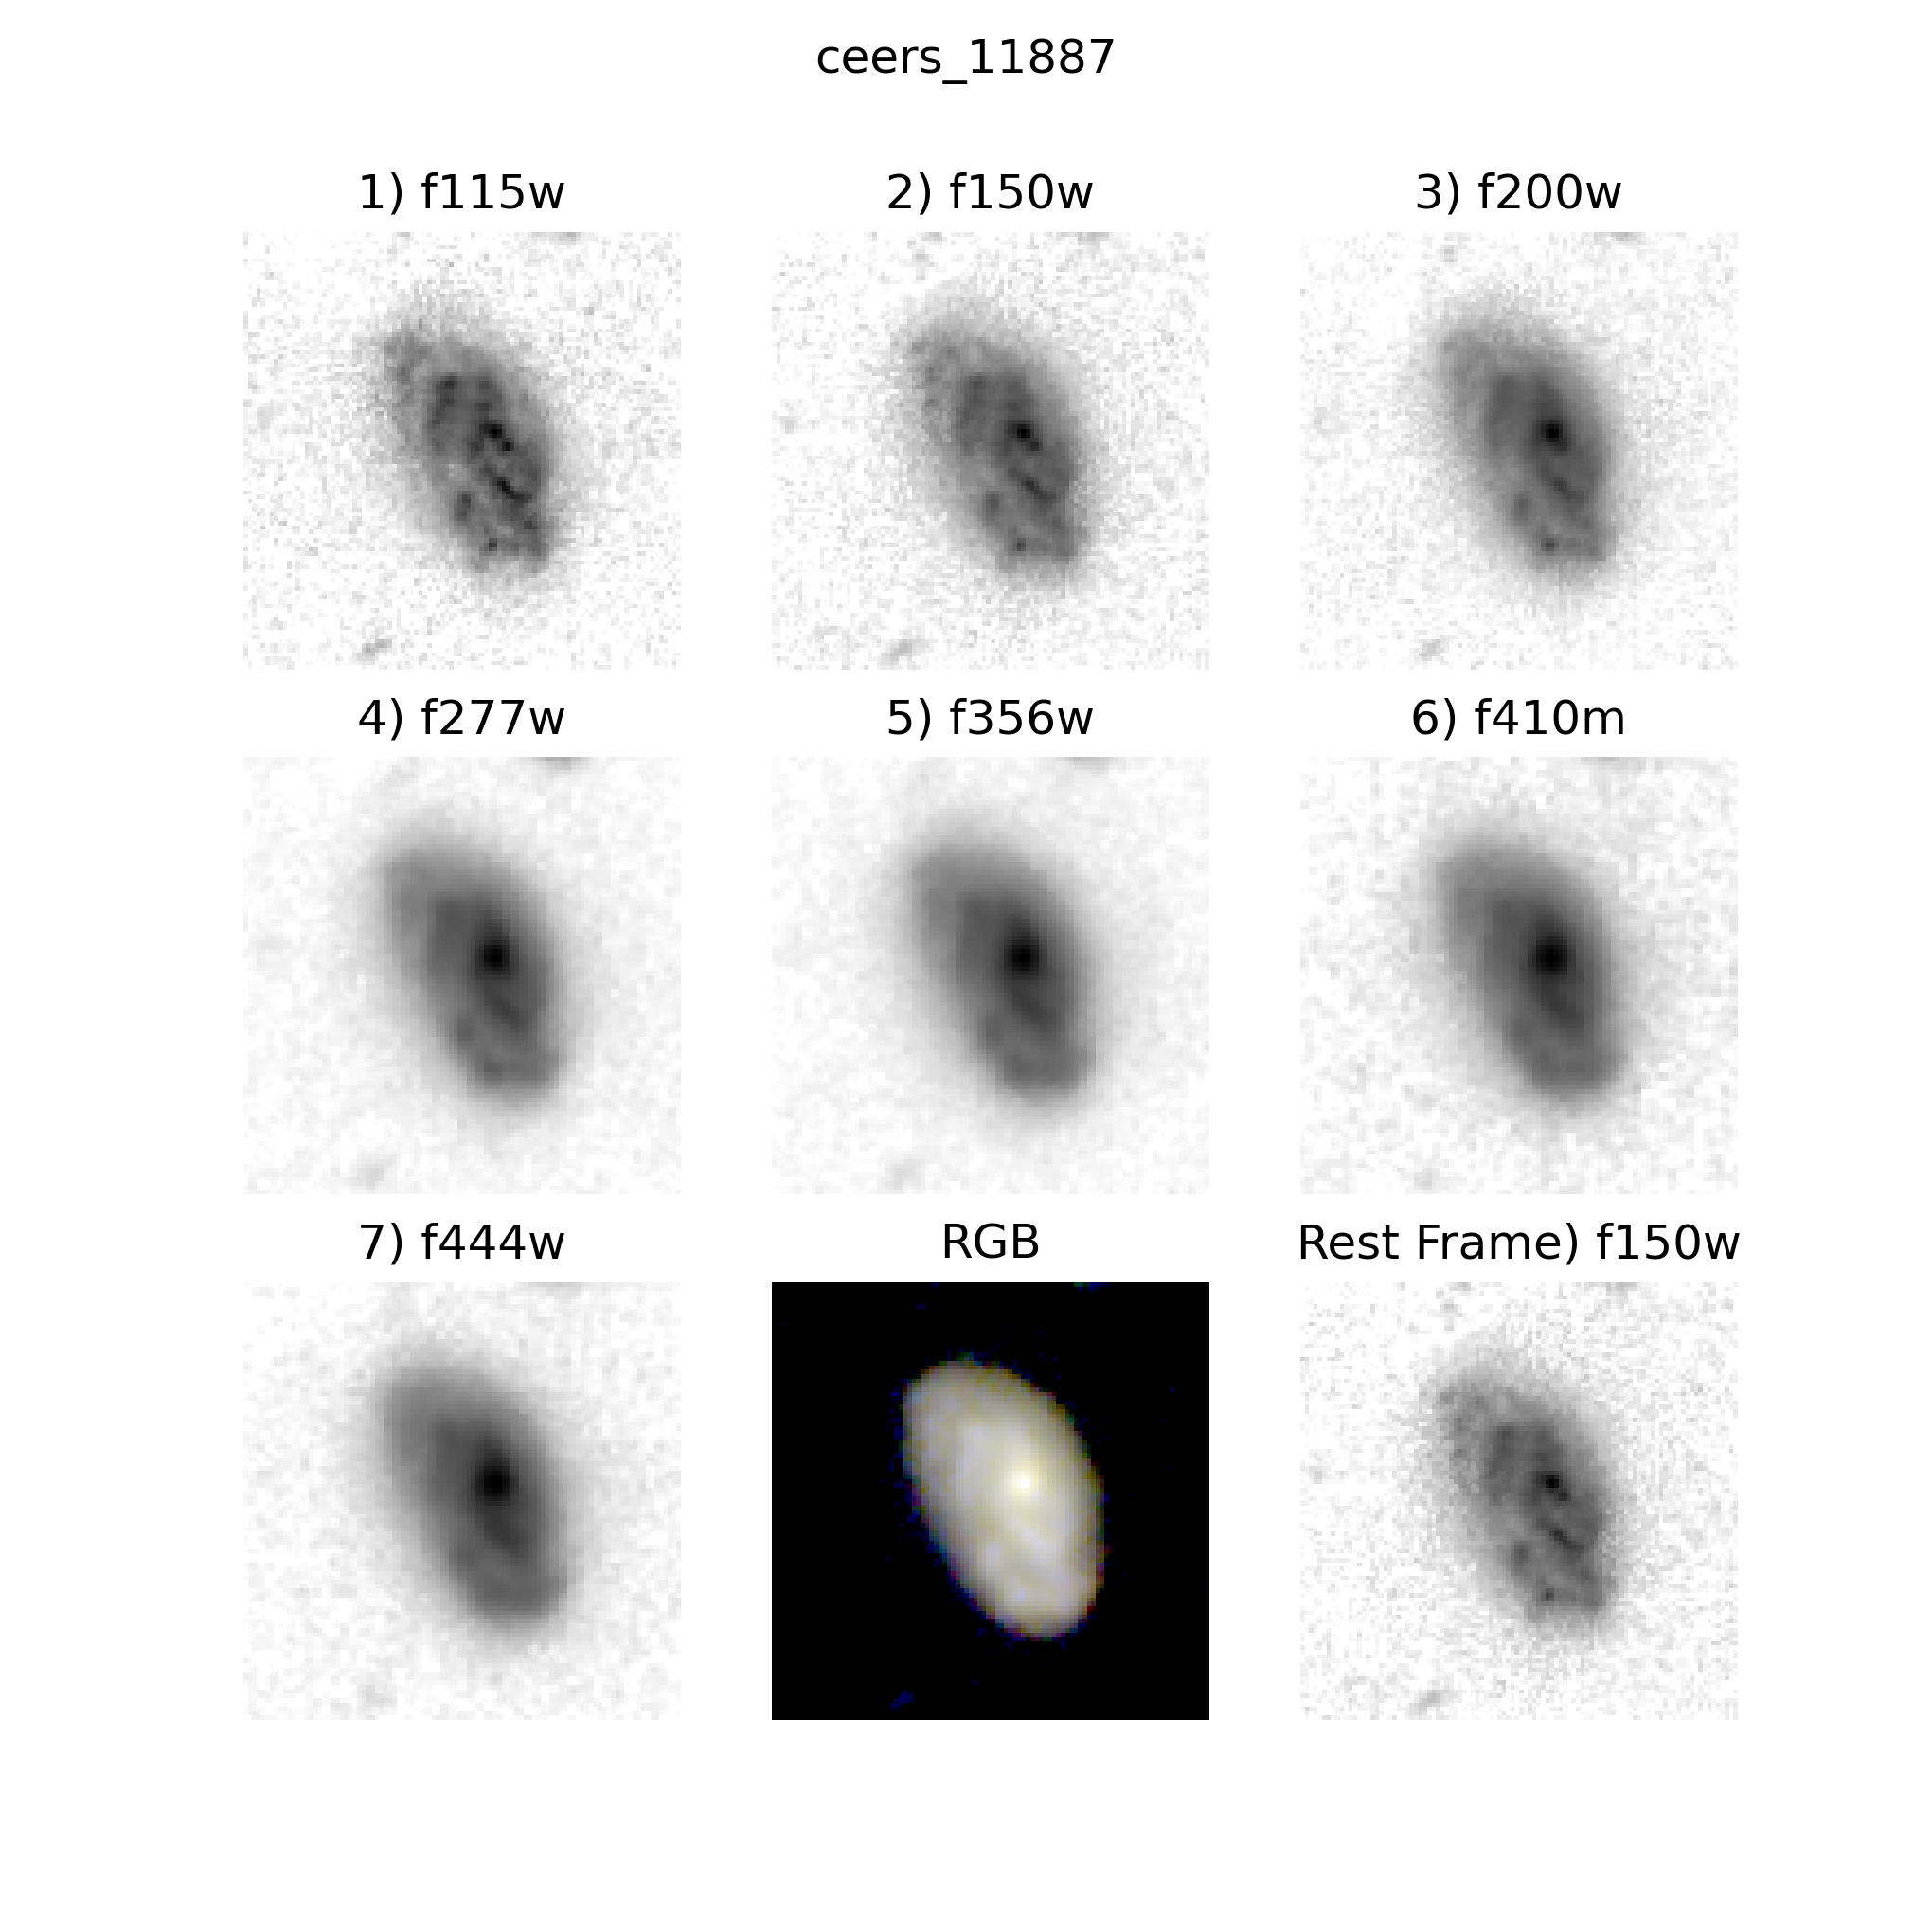 ceers_11887
1) f115w
2) f150w
3) f200w
4) f277w
5) f356w
6) f410m
7) f444w
RGB
Rest Frame) f150w